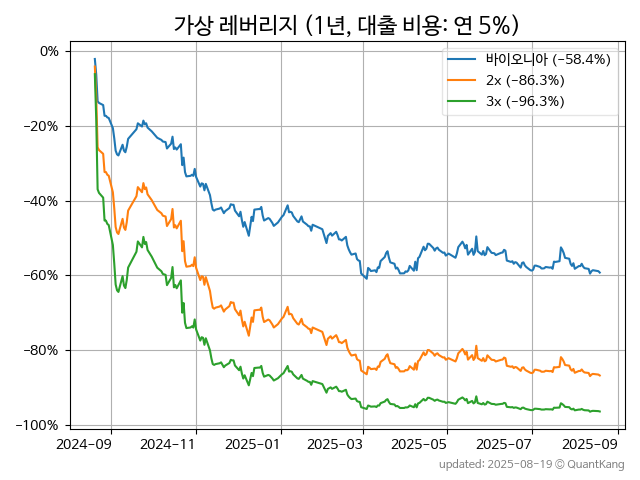 가상 레버리지 (1년, 대출 비용: 연 5%)
바이오니아 (−58.4%)
2x (−86.3%)
3x (−96.3%)
0%
−20%
−40%
−60%
−80%
−100%
2024-09 2024-11 2025-01 2025-03 2025-05 2025-07 2025-09
updated: 2025-08-19 © QuantKang